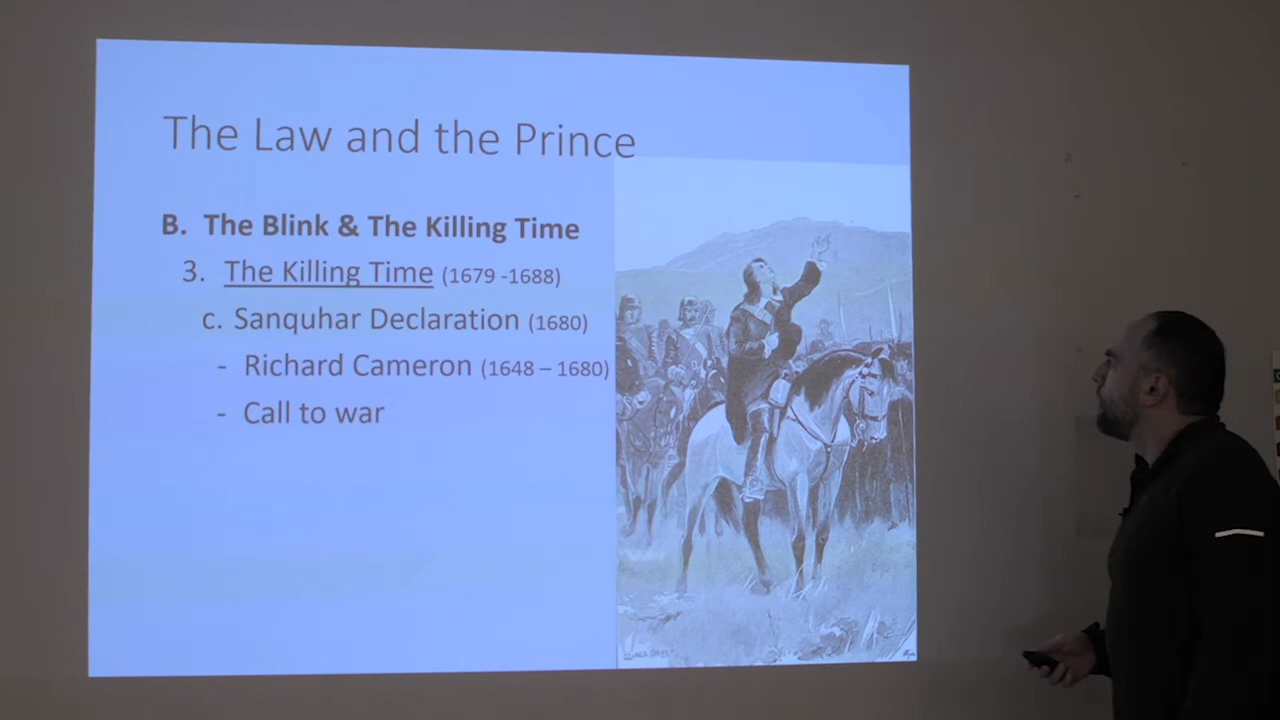 The Law and the Prince
B. The Blink & The Killing Time
3. The Killing Time (1679 -1688)
c. Sanquhar Declaration (1680)
- Richard Cameron (1648 – 1680)
- Call to war